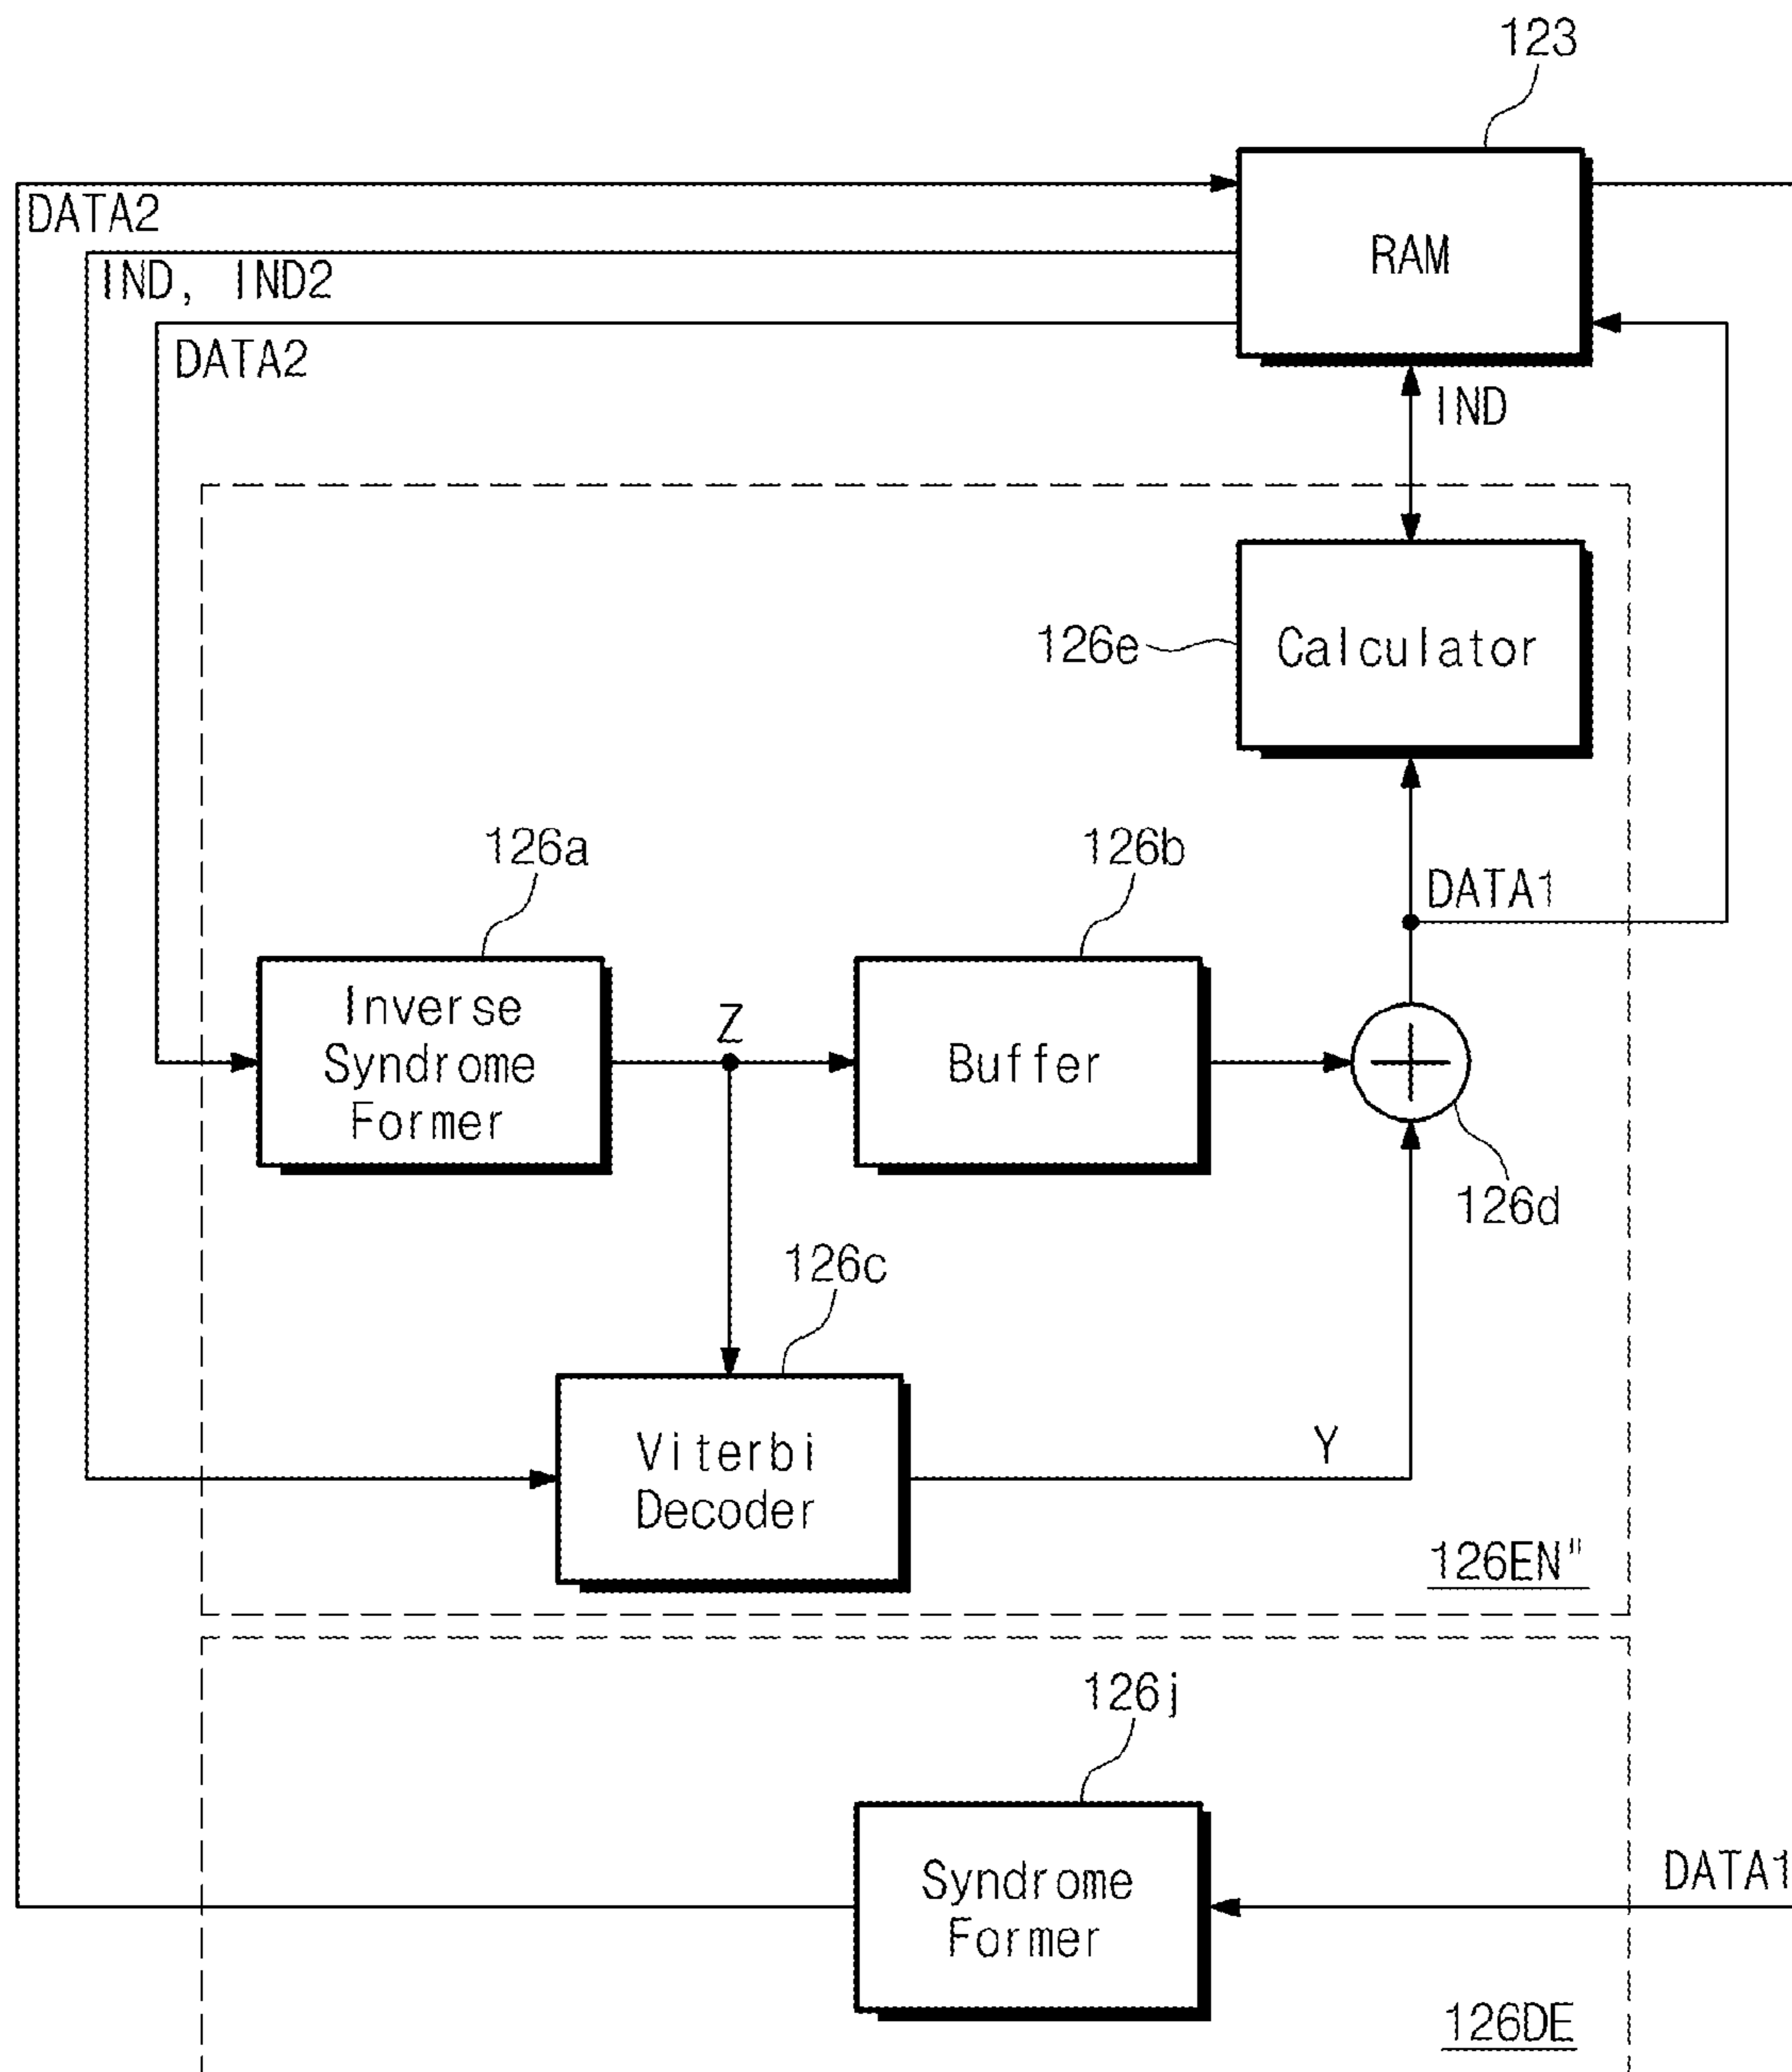 123
RAM
DATA2
IND, IND2
DATA2
IND
126e
Calculator
126a
126b
DATA1
Inverse
Syndrome
Former
Z
Buffer
126d
126c
Viterbi
Decoder
Y
126EN"
126j
Syndrome
Former
DATA1
126DE